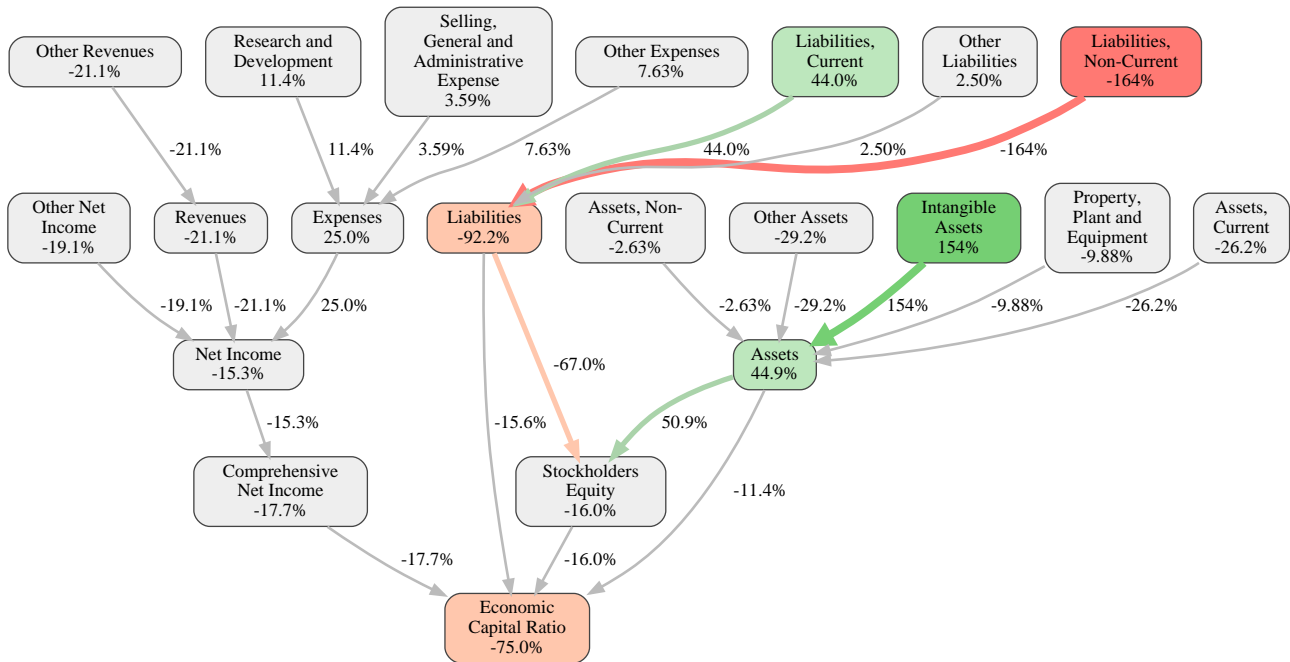 Other Revenues
-21.1%
Research and
Development
11.4%
Selling,
General and
Administrative
Expense
3.59%
Other Expenses
7.63%
Liabilities,
Current
44.0%
Other
Liabilities
2.50%
Liabilities,
Non-Current
-164%
-21.1%
11.4%
3.59%
7.63%
44.0%
2.50%
-164%
Other Net
Income
-19.1%
Revenues
-21.1%
Expenses
25.0%
Liabilities
-92.2%
Assets, Non-
Current
-2.63%
Other Assets
-29.2%
Intangible
Assets
154%
Property,
Plant and
Equipment
-9.88%
Assets,
Current
-26.2%
-19.1%
-21.1%
25.0%
-2.63%
-29.2%
154%
-9.88%
-26.2%
Net Income
-15.3%
Assets
44.9%
-67.0%
-15.3%
-15.6%
50.9%
-11.4%
Comprehensive
Net Income
-17.7%
Stockholders
Equity
-16.0%
-17.7%
-16.0%
Economic
Capital Ratio
-75.0%